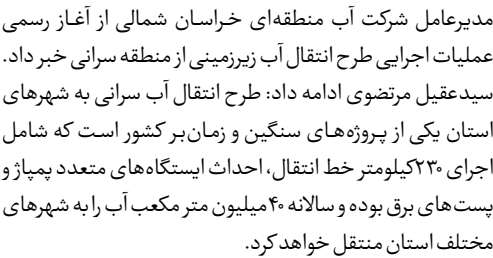 مدیرعامل شرکت آب منطقه‌ای خراسان شمالی از آغاز رسمی
عملیات اجرایی طرح انتقال آب زیرزمینی از منطقه سرانی خبر داد.
سیدعقیل مرتضوی ادامه داد: طرح انتقال آب سرانی به شهرهای
استان یکی از پروژه‌های سنگین و زمان‌بر کشور است که شامل
اجرای ۲۳۰کیلومتر خط انتقال، احداث ایستگاه‌های متعدد پمپاژ و
پست‌های برق بوده و سالانه ۴۰میلیون متر مکعب آب را به شهرهای
مختلف استان منتقل خواهد کرد.